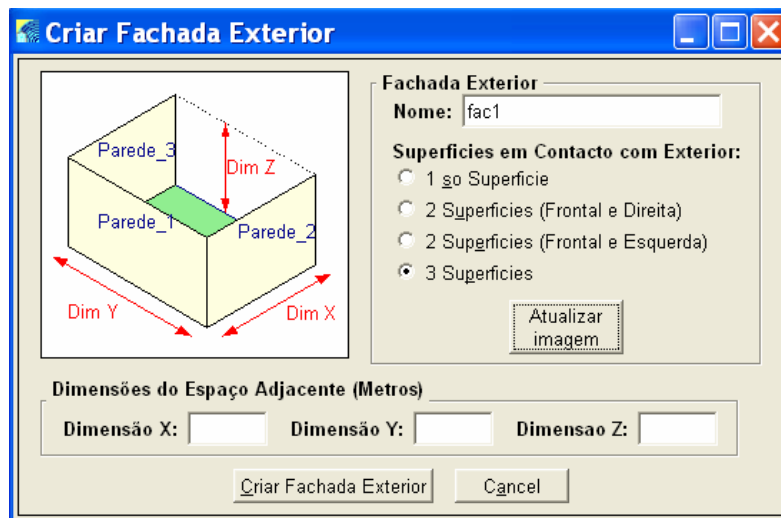 Criar Fachada Exterior
Parede_3
Dim Z
Parede_1
Parede_2
Dim Y
Dim X
Fachada Exterior
Nome: fac1
Superficies em Contacto com Exterior:
1 so Superficie
2 Superficies (Frontal e Direita)
2 Superficies (Frontal e Esquerda)
3 Superficies
Atualizar
imagem
Dimensões do Espaço Adjacente (Metros)
Dimensão X: Dimensão Y: Dimensao Z:
Criar Fachada Exterior Cancel